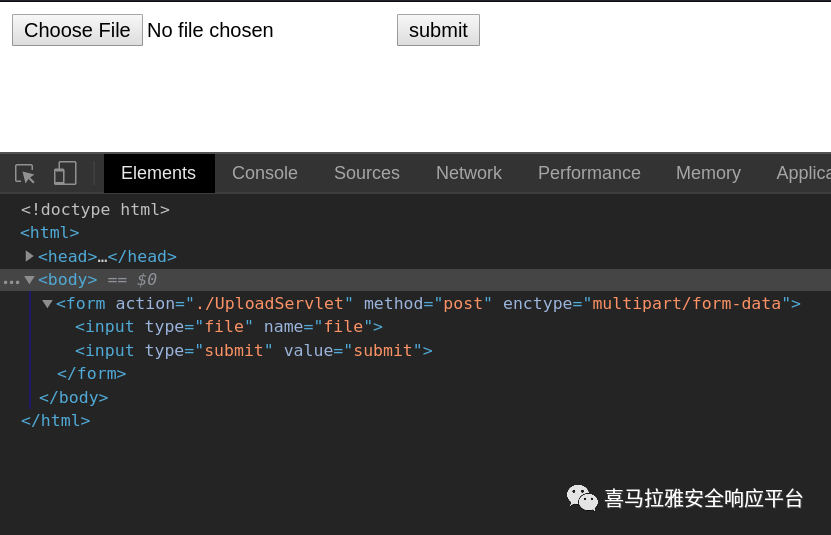 Choose File No file chosen submit
Elements Console Sources Network Performance Memory Applica
<!doctype html>
<html>
<head>…</head>
<body> == $0
<form action="./UploadServlet" method="post" enctype="multipart/form-data">
<input type="file" name="file">
<input type="submit" value="submit">
</form>
</body>
</html>
喜马拉雅安全响应平台